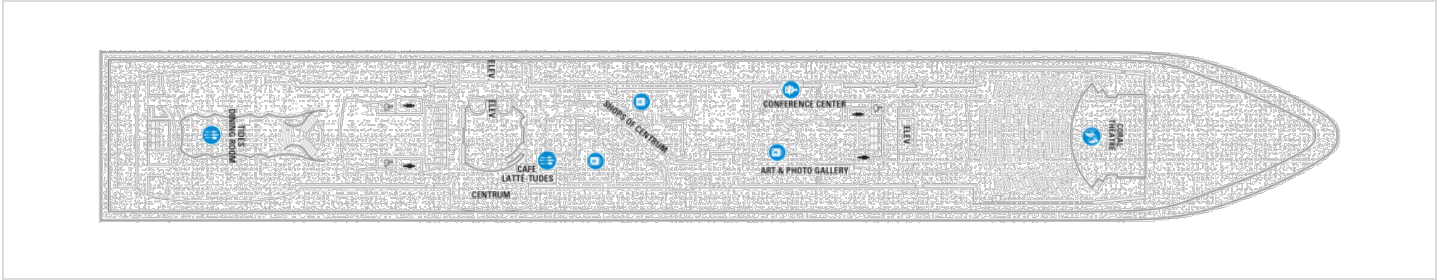 TIDES
DINING ROOM
ELEV
ELEV
CAFÉ
LATTE-TUDES
CENTRUM
SHOPS OF CENTRUM
CONFERENCE CENTER
ART & PHOTO GALLERY
ELEV
CORAL
THEATRE